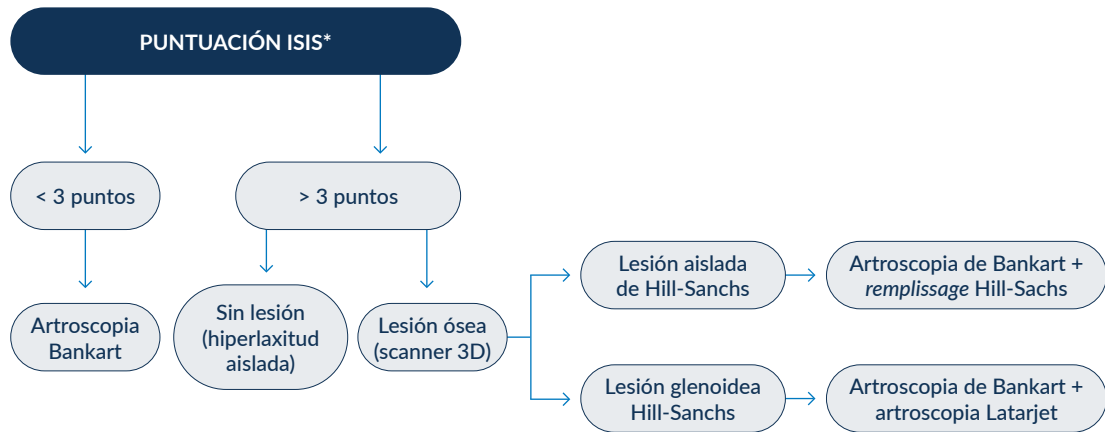 PUNTUACIÓN ISIS*
< 3 puntos
> 3 puntos
Artroscopia
Bankart
Sin lesión
(hiperlaxitud
aislada)
Lesión ósea
(scanner 3D)
Lesión aislada
de Hill-Sanchs
Artroscopia de Bankart +
remplissage Hill-Sachs
Lesión glenoidea
Hill-Sanchs
Artroscopia de Bankart +
artroscopia Latarjet